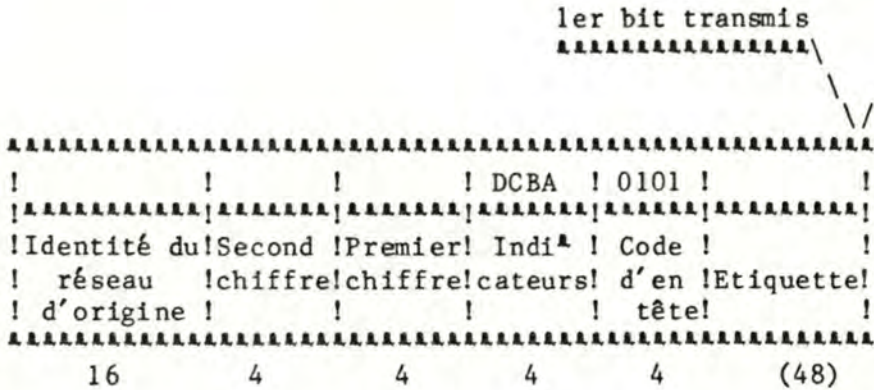 1er bit transmis
DCBA 0101
Identité du Second Premier Indi Code
réseau chiffre chiffre cateurs d'en Etiquette
d'origine tête
16 4 4 4 4 (48)